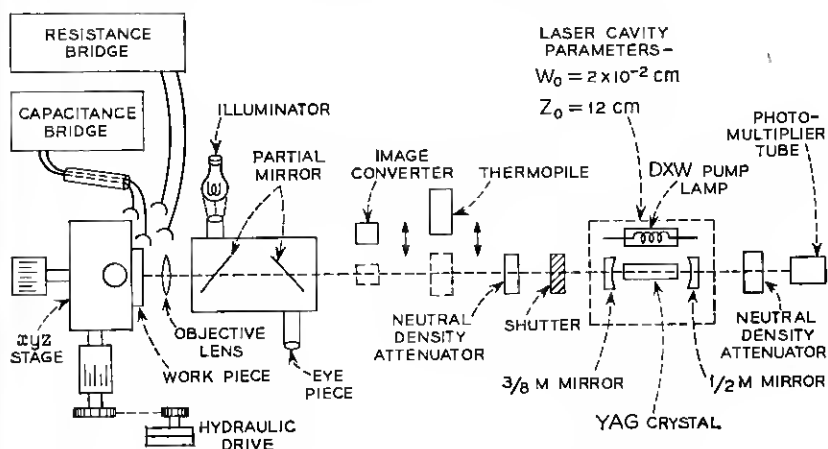 RESISTANCE
BRIDGE
CAPACITANCE
BRIDGE
ILLUMINATOR
PARTIAL
MIRROR
IMAGE
CONVERTER
THERMOPILE
LASER CAVITY
PARAMETERS–
W₀ = 2 × 10⁻² cm
Z₀ = 12 cm
DXW PUMP
LAMP
PHOTO-
MULTIPLIER
TUBE
xyz
STAGE
OBJECTIVE
LENS
WORK PIECE
EYE
PIECE
HYDRAULIC
DRIVE
NEUTRAL
DENSITY
ATTENUATOR
SHUTTER
3/8 M MIRROR
YAG CRYSTAL
1/2 M MIRROR
NEUTRAL
DENSITY
ATTENUATOR